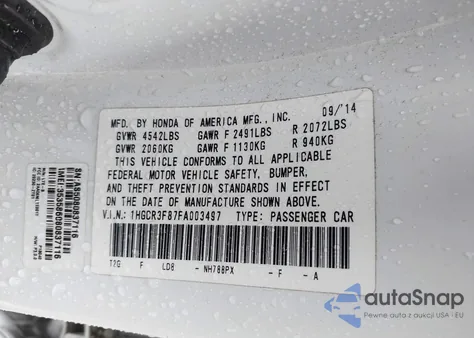 MFD. BY HONDA OF AMERICA MFG., INC. 09/'14
GVWR 4542LBS GAWR F 2491LBS R 2072LBS
GVWR 2060KG GAWR F 1130KG R 940KG
THIS VEHICLE CONFORMS TO ALL APPLICABLE
FEDERAL MOTOR VEHICLE SAFETY, BUMPER,
AND THEFT PREVENTION STANDARDS IN EFFECT
ON THE DATE OF MANUFACTURE SHOWN ABOVE.
V.I.N.: 1HGCR3F87FA003497 TYPE: PASSENGER CAR
T2G F LD8 - NH788PX - F - A
autaSnap
Pewne auta z aukcji USA i EU